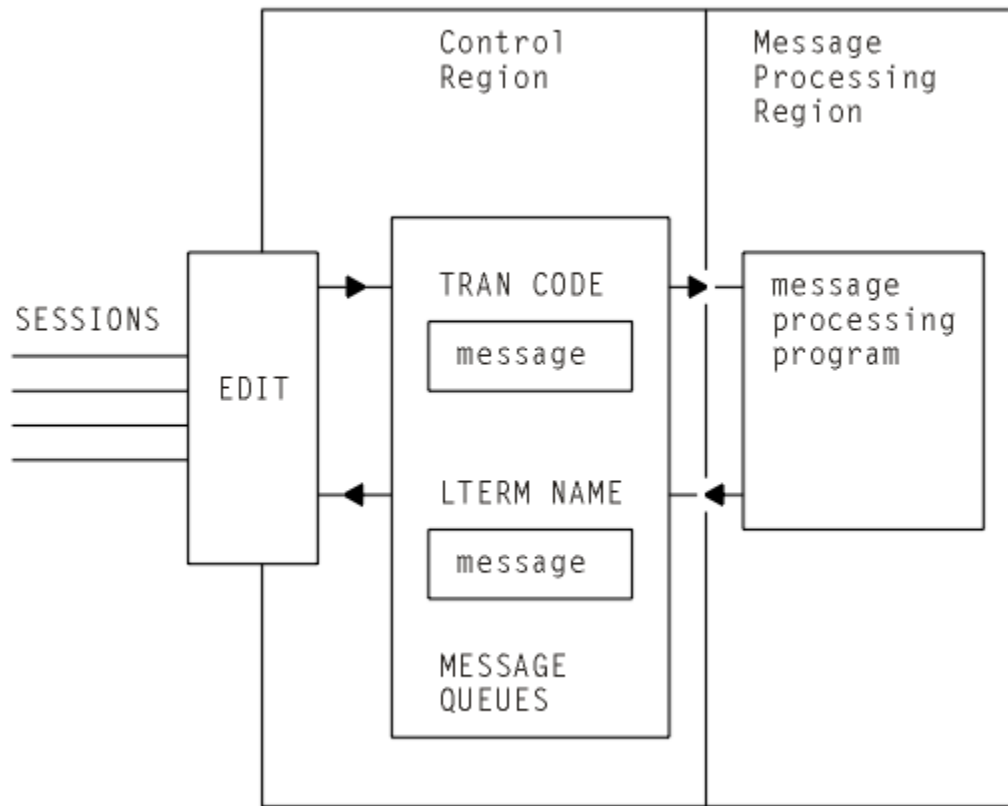 Control
Region
Message
Processing
Region
SESSIONS
EDIT
TRAN CODE
message
LTERM NAME
message
MESSAGE
QUEUES
message
processing
program